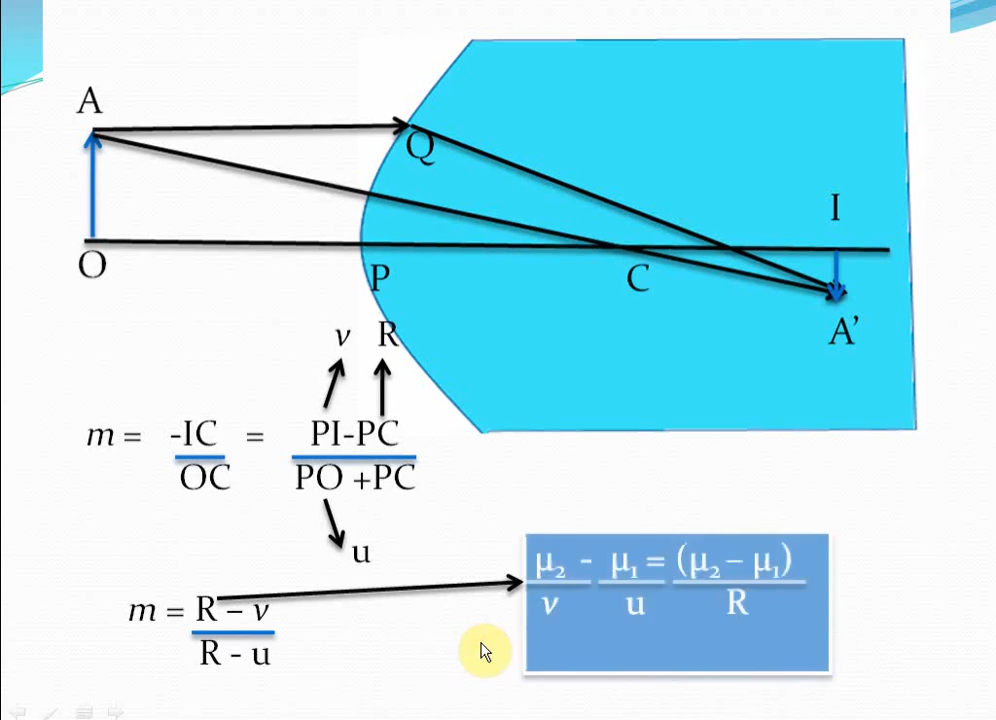 A
Q
I
O
P
C
A’
v R
m = -IC = PI-PC
OC PO +PC
u
m = R – v
R - u
μ₂ - μ₁ = (μ₂ – μ₁)
v u R